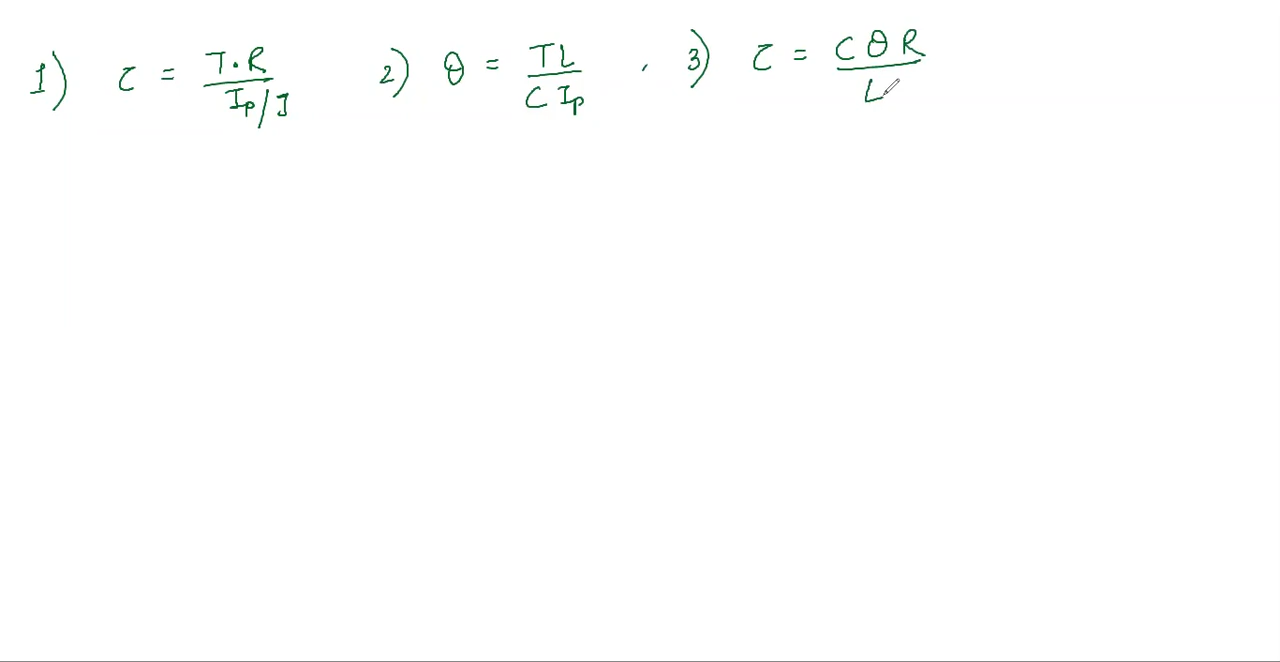 1) τ = T.R / Ip/J 2) θ = TL / C Ip , 3) τ = C θ R / L